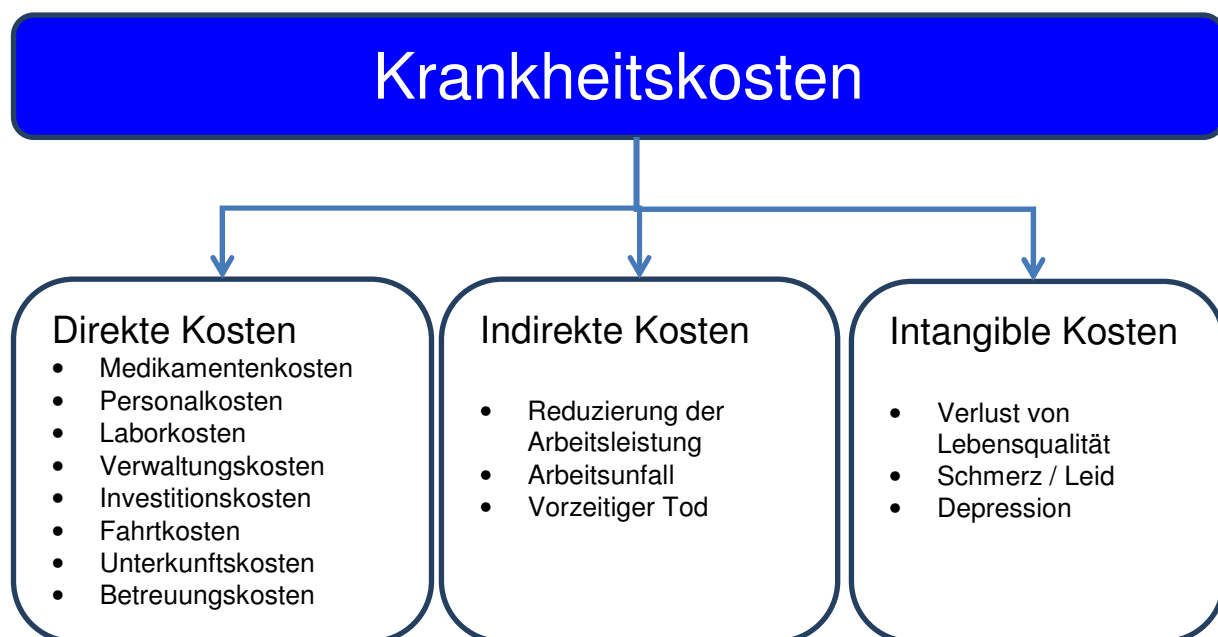 Krankheitskosten
Direkte Kosten
• Medikamentenkosten
• Personalkosten
• Laborkosten
• Verwaltungskosten
• Investitionskosten
• Fahrtkosten
• Unterkunftskosten
• Betreuungskosten
Indirekte Kosten
• Reduzierung der
Arbeitsleistung
• Arbeitsunfall
• Vorzeitiger Tod
Intangible Kosten
• Verlust von
Lebensqualität
• Schmerz / Leid
• Depression